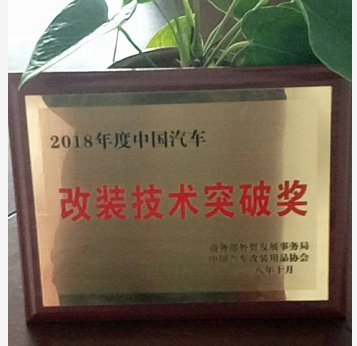 2018年度中国汽车
改装技术突破奖
商务部外贸发展事务局
中国汽车改装用品协会
八年十月